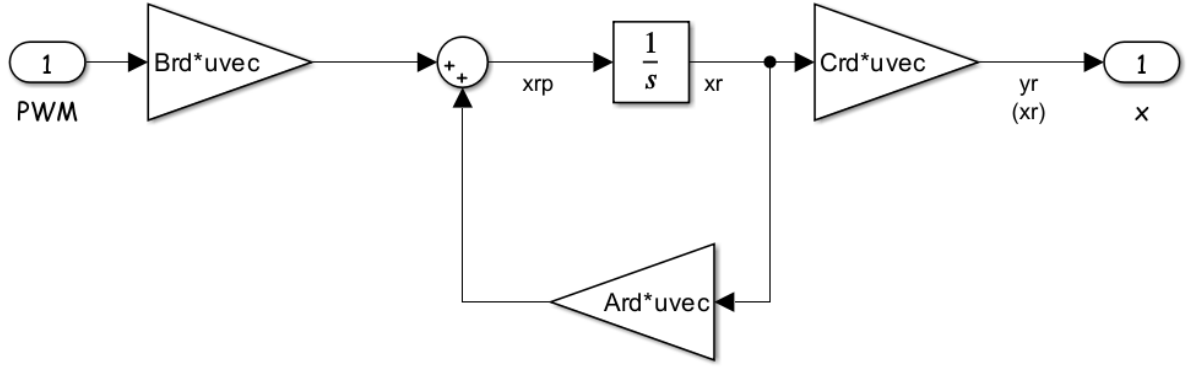 1
PWM
Brd*uvec
+
+
xrp
1
s
xr
Crd*uvec
yr
(xr)
1
x
Ard*uvec